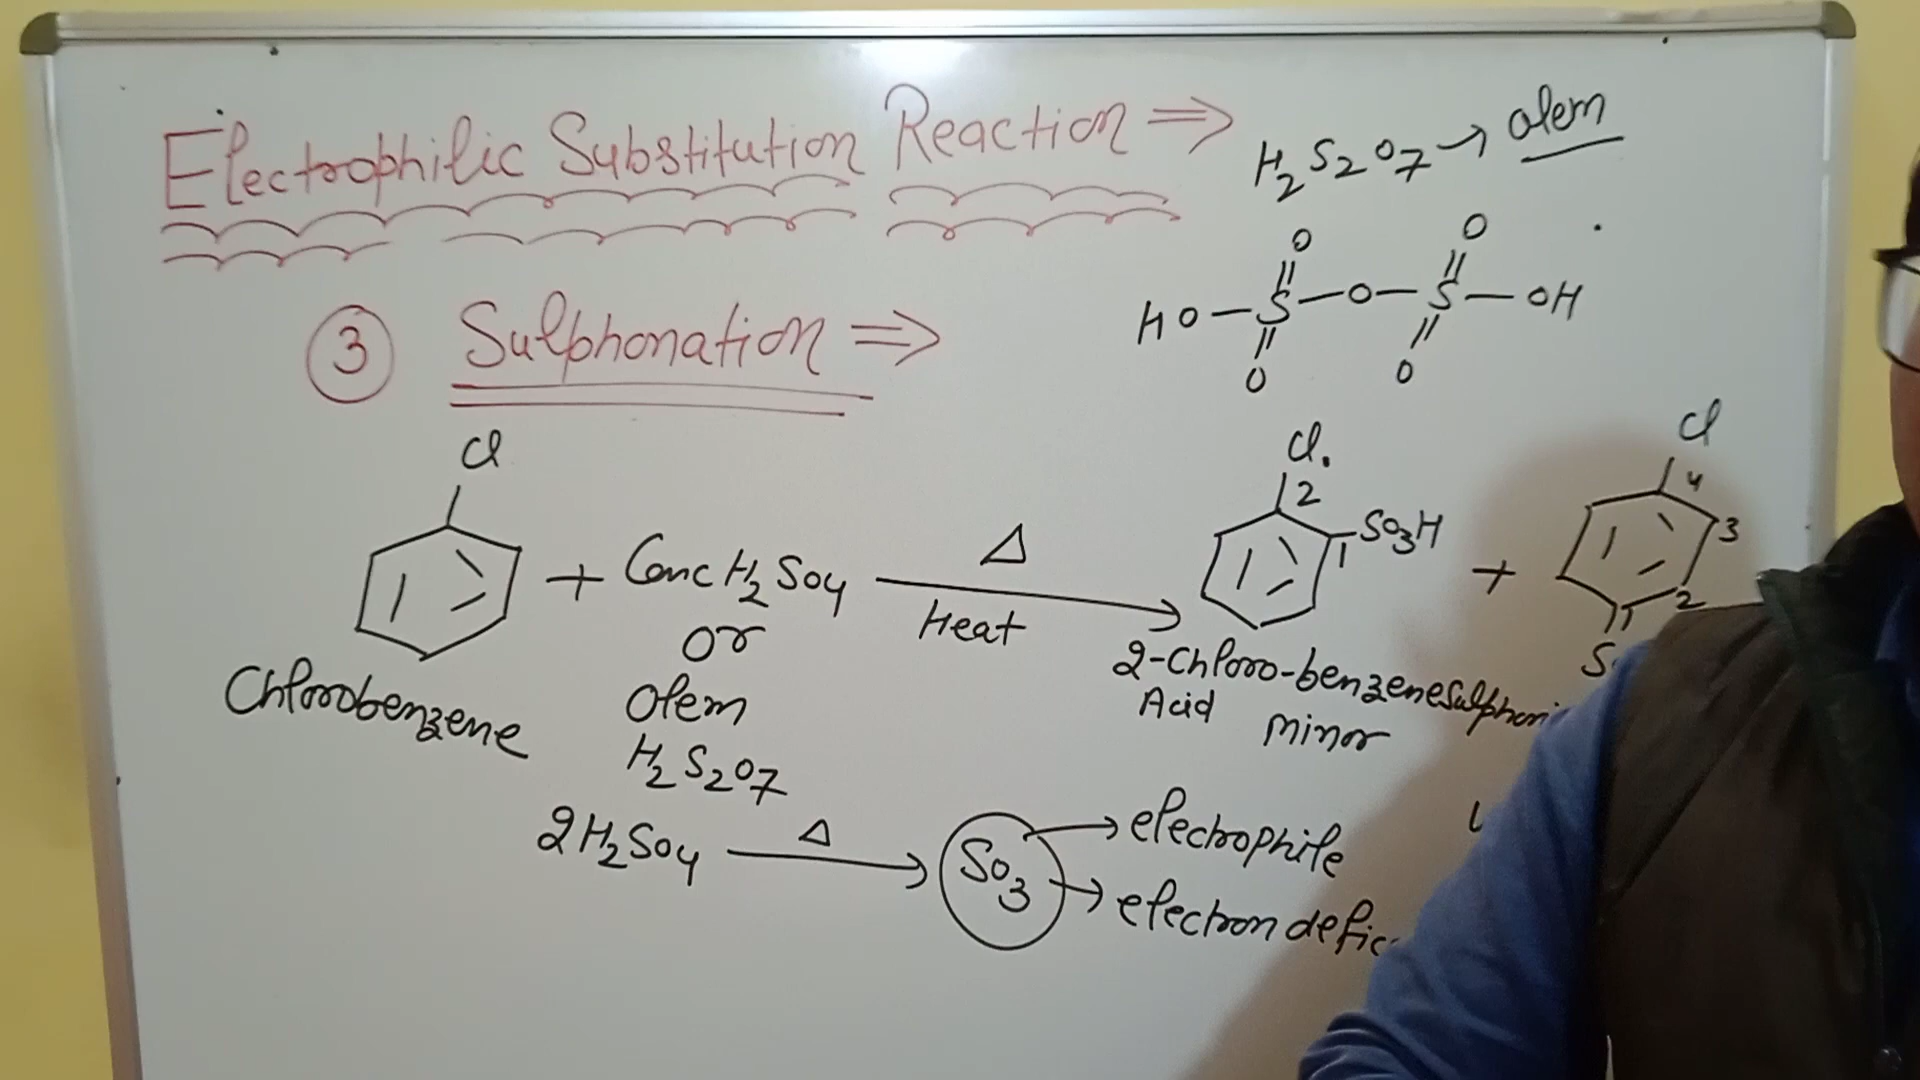 Electrophilic Substitution Reaction ⇒
H2S2O7 → olem
O O
HO-S-O-S-OH
O O
3 Sulphonation ⇒
Cl
+ Conc H2SO4
Or
Olem
H2S2O7
Δ
Heat
Cl.
2
1
SO3H
+
Cl
4
3
2
1
S
Chlorobenzene
2-Chloro-benzenesulphoni
Acid minor
2H2SO4 Δ → SO3
→ electrophile
→ electron defic